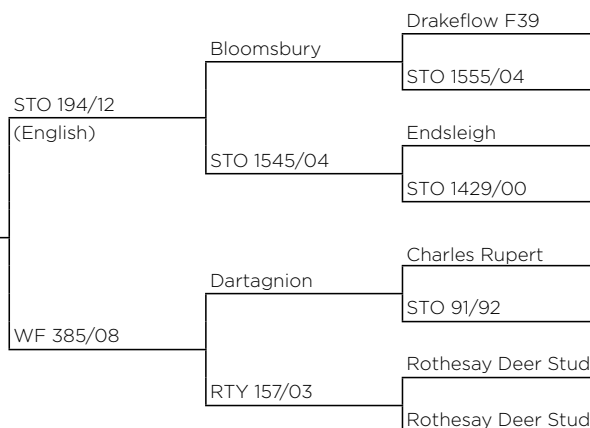 Drakeflow F39
Bloomsbury
STO 1555/04
STO 194/12
(English)
Endsleigh
STO 1545/04
STO 1429/00
Charles Rupert
Dartagnion
STO 91/92
WF 385/08
Rothesay Deer Stud
RTY 157/03
Rothesay Deer Stud